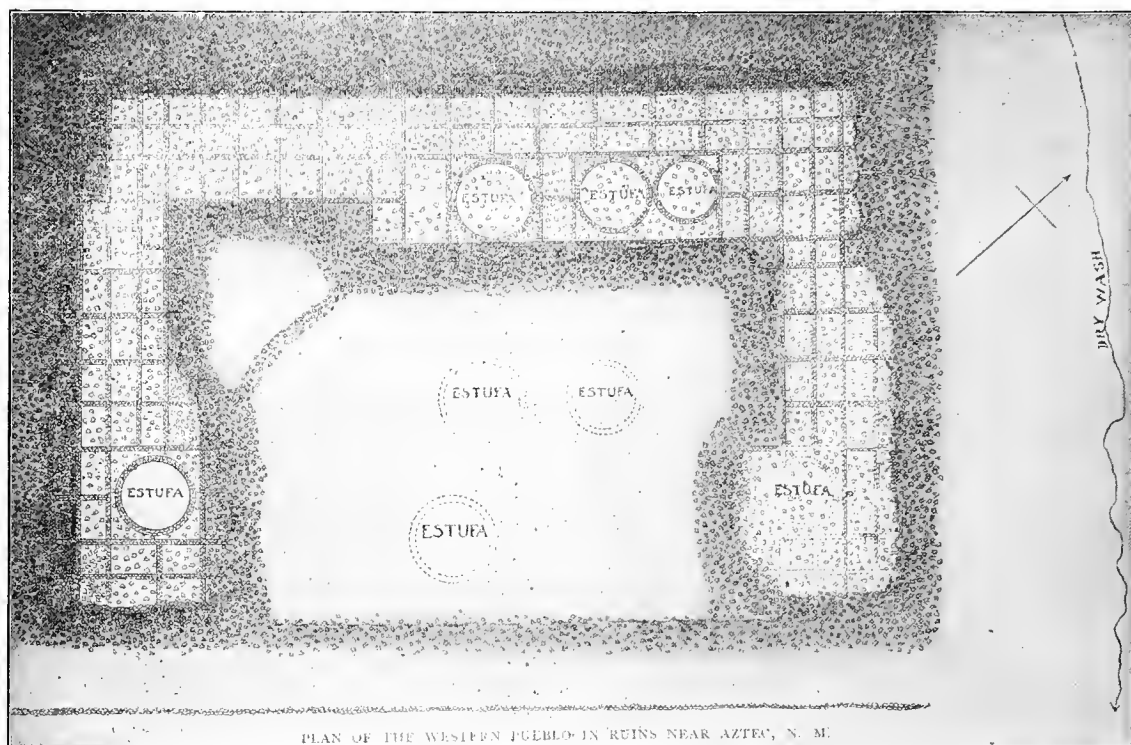 ESTUFA
ESTUFA
ESTUFA
ESTUFA
ESTUFA
ESTUFA
ESTUFA
ESTUFA
DRY WASH
PLAN OF THE WESTERN PUEBLO IN RUINS NEAR AZTEC, N. M.